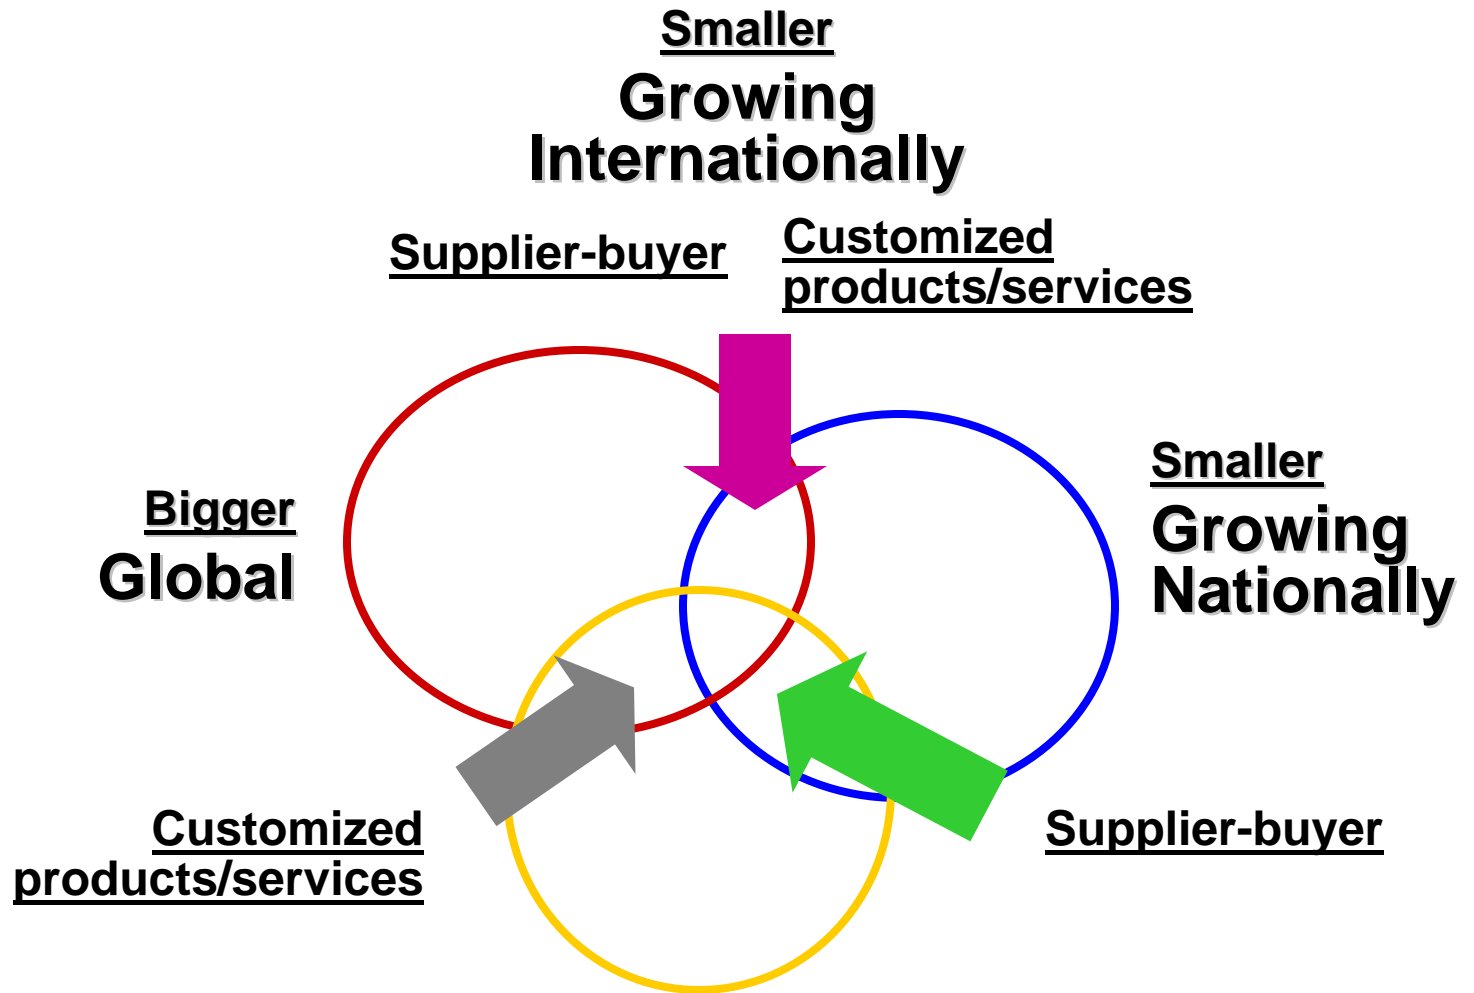 Smaller
Growing
Internationally
Supplier-buyer
Customized
products/services
Bigger
Global
Smaller
Growing
Nationally
Customized
products/services
Supplier-buyer